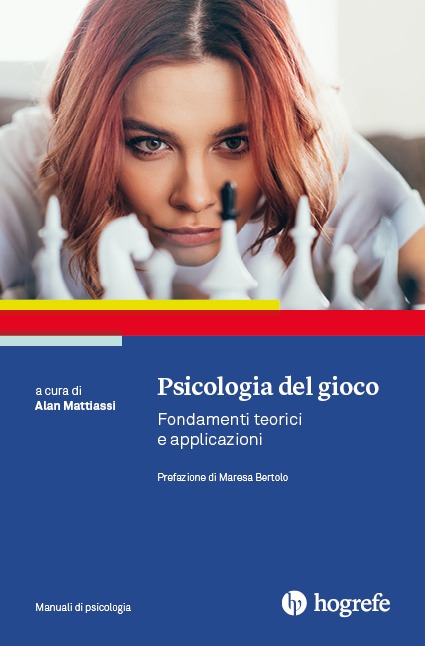 a cura di
Alan Mattiassi
Psicologia del gioco
Fondamenti teorici
e applicazioni
Prefazione di Maresa Bertolo
Manuali di psicologia
hogrefe